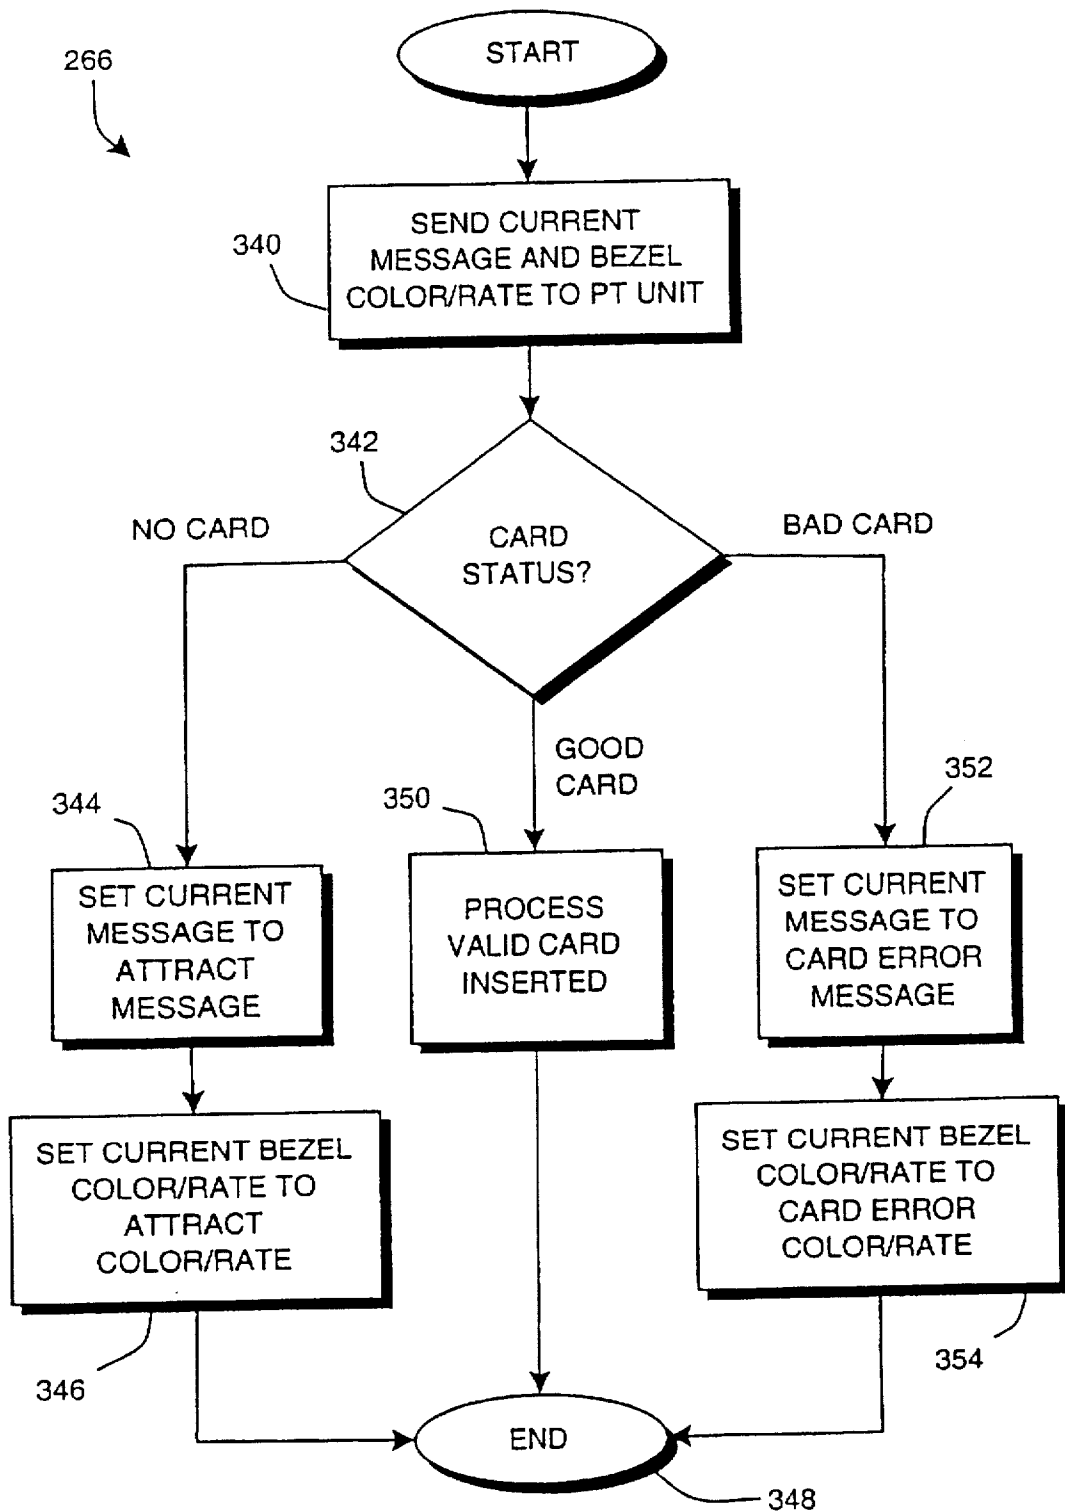 START
266
SEND CURRENT
MESSAGE AND BEZEL
COLOR/RATE TO PT UNIT
340
342
CARD
STATUS?
NO CARD
BAD CARD
GOOD
CARD
344
350
352
SET CURRENT
MESSAGE TO
ATTRACT
MESSAGE
PROCESS
VALID CARD
INSERTED
SET CURRENT
MESSAGE TO
CARD ERROR
MESSAGE
SET CURRENT BEZEL
COLOR/RATE TO
ATTRACT
COLOR/RATE
SET CURRENT BEZEL
COLOR/RATE TO
CARD ERROR
COLOR/RATE
346
354
END
348